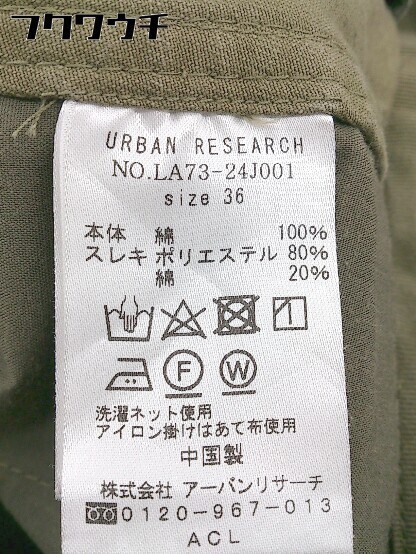 フクワウチ
URBAN RESEARCH
NO.LA73-24J001
size 36
本体 綿 100%
スレキ ポリエステル 80%
綿 20%
F W
洗濯ネット使用
アイロン掛けはあて布使用
中国製
株式会社 アーバンリサーチ
0120-967-013
ACL